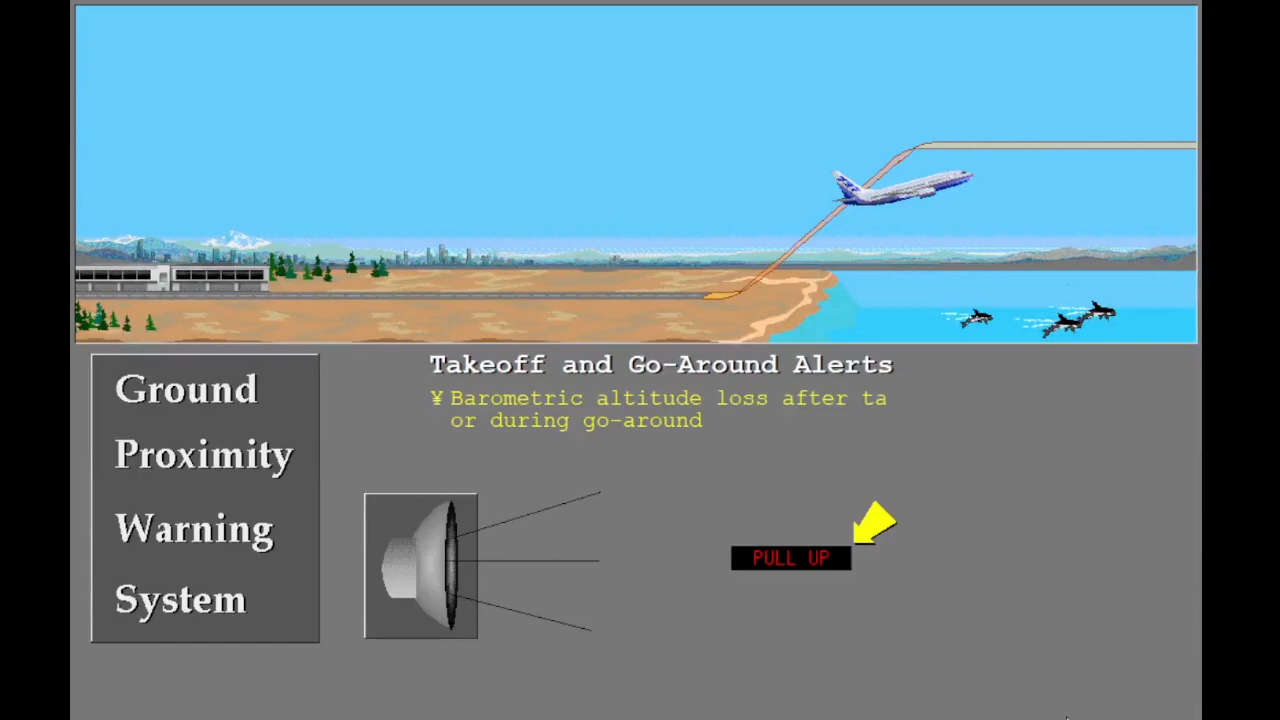 Takeoff and Go-Around Alerts
¥ Barometric altitude loss after ta
or during go-around
Ground
Proximity
Warning
System
PULL UP